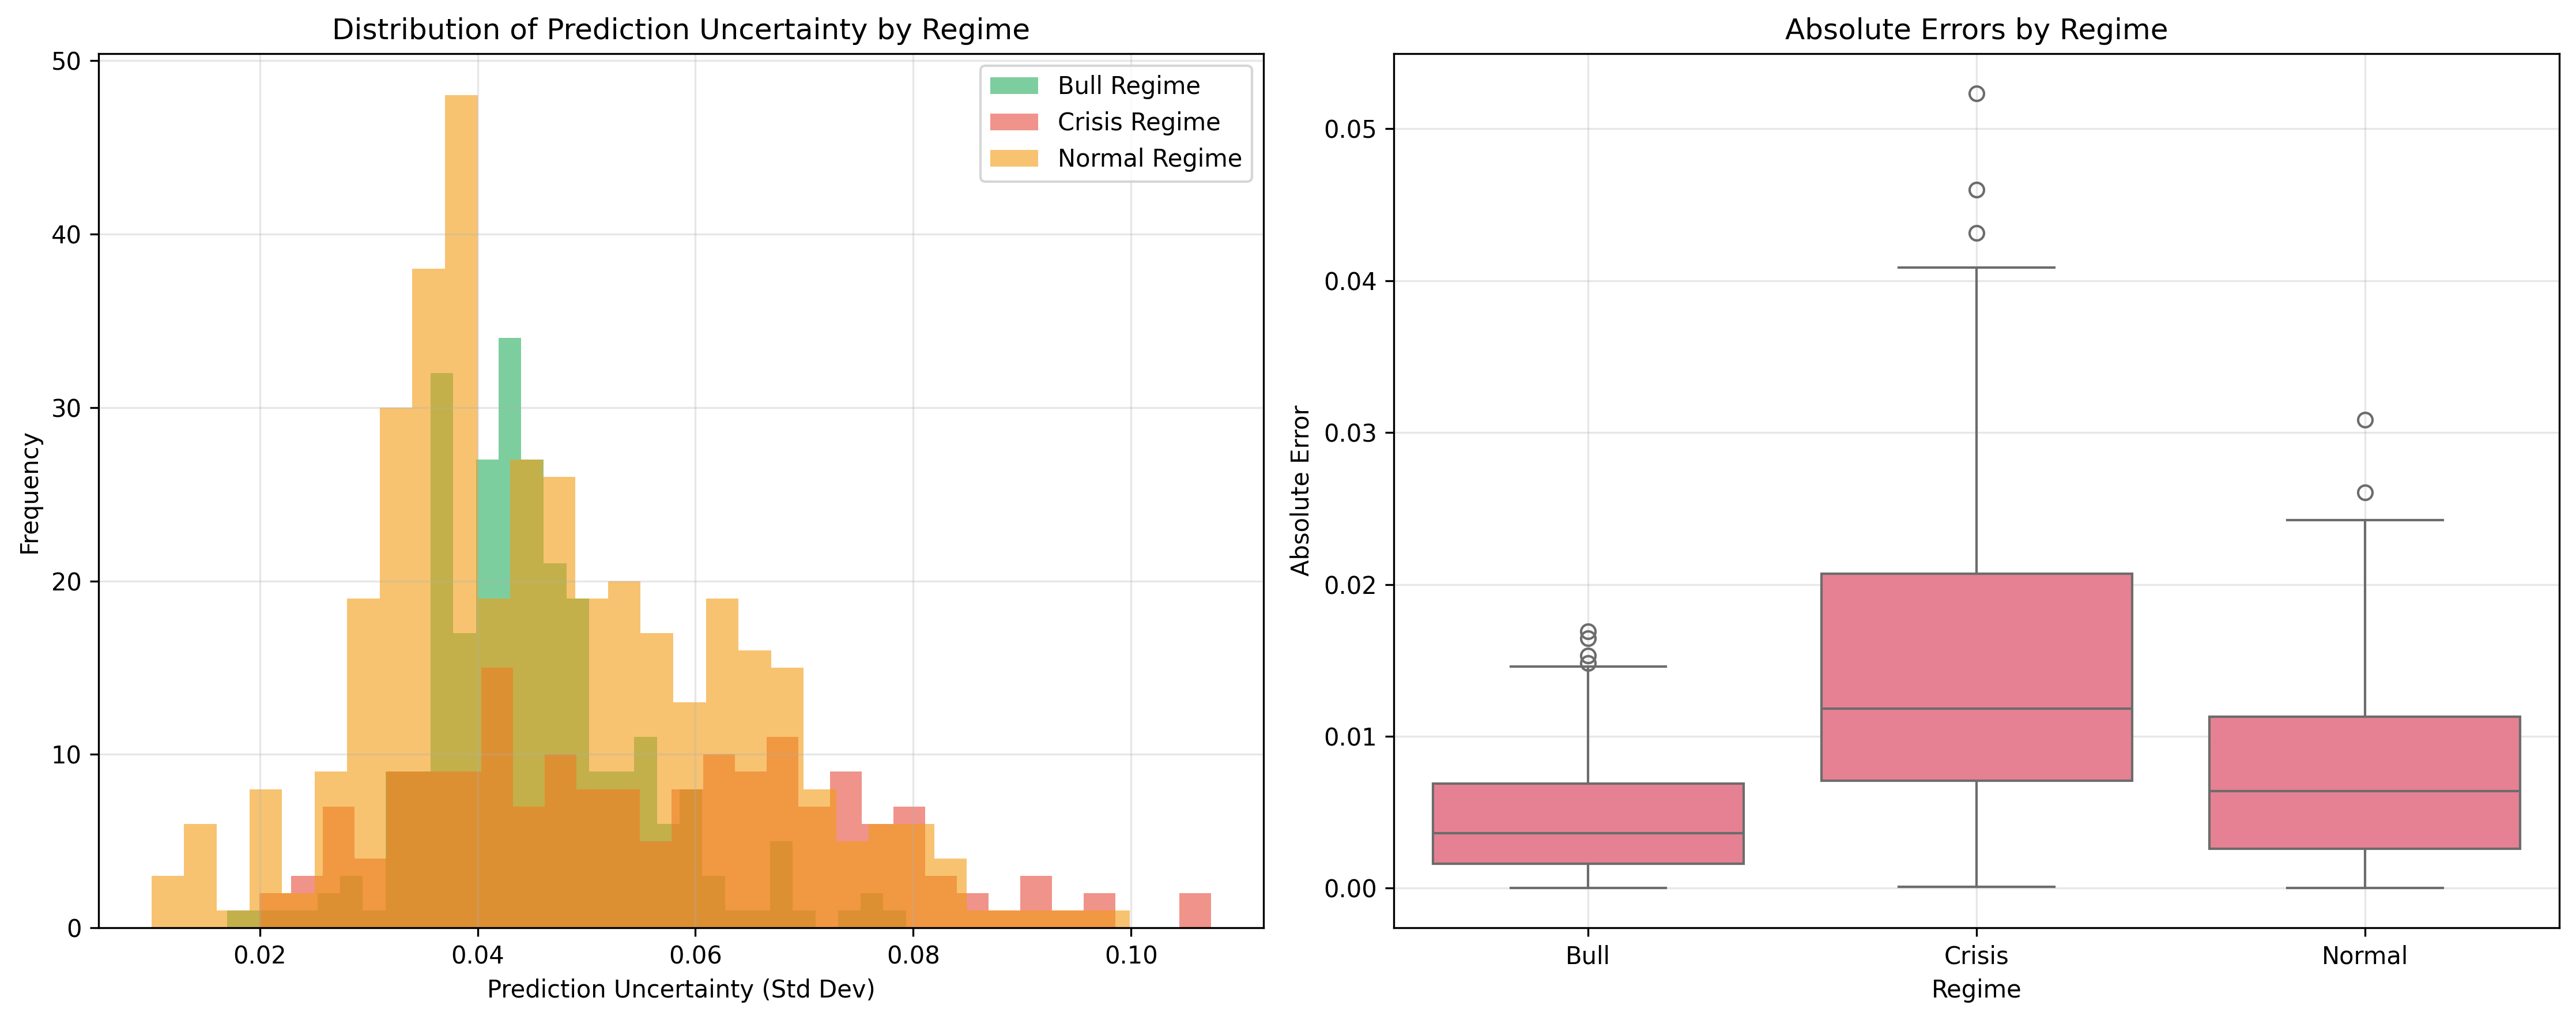 Distribution of Prediction Uncertainty by Regime
50
40
30
20
10
0
Frequency
Bull Regime
Crisis Regime
Normal Regime
0.02 0.04 0.06 0.08 0.10
Prediction Uncertainty (Std Dev)
Absolute Errors by Regime
0.05
0.04
0.03
0.02
0.01
0.00
Absolute Error
Bull Crisis Normal
Regime